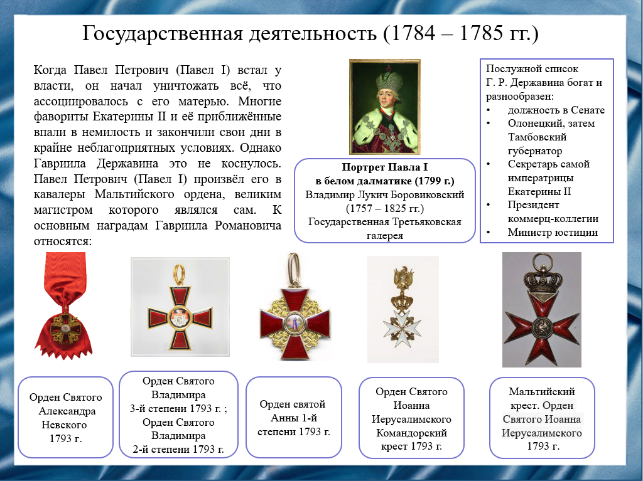 Государственная деятельность (1784 – 1785 гг.)
Когда Павел Петрович (Павел I) встал у
власти, он начал уничтожать всё, что
ассоциировалось с его матерью. Многие
фавориты Екатерины II и её приближённые
впали в немилость и закончили свои дни в
крайне неблагоприятных условиях. Однако
Гавриила Державина это не коснулось.
Павел Петрович (Павел I) произвёл его в
кавалеры Мальтийского ордена, великим
магистром которого являлся сам. К
основным наградам Гавриила Романовича
относятся:
Портрет Павла I
в белом далматике (1799 г.)
Владимир Лукич Боровиковский
(1757 – 1825 гг.)
Государственная Третьяковская
галерея
Послужной список
Г. Р. Державина богат и
разнообразен:
• должность в Сенате
• Олонецкий, затем
Тамбовский
губернатор
• Секретарь самой
императрицы
Екатерины II
• Президент
коммерц-коллегии
• Министр юстиции
Орден Святого
Александра
Невского
1793 г.
Орден Святого
Владимира
3-й степени 1793 г. ;
Орден Святого
Владимира
2-й степени 1793 г.
Орден святой
Анны 1-й
степени 1793 г.
Орден Святого
Иоанна
Иерусалимского
Командорский
крест 1793 г.
Мальтийский
крест. Орден
Святого Иоанна
Иерусалимского
1793 г.